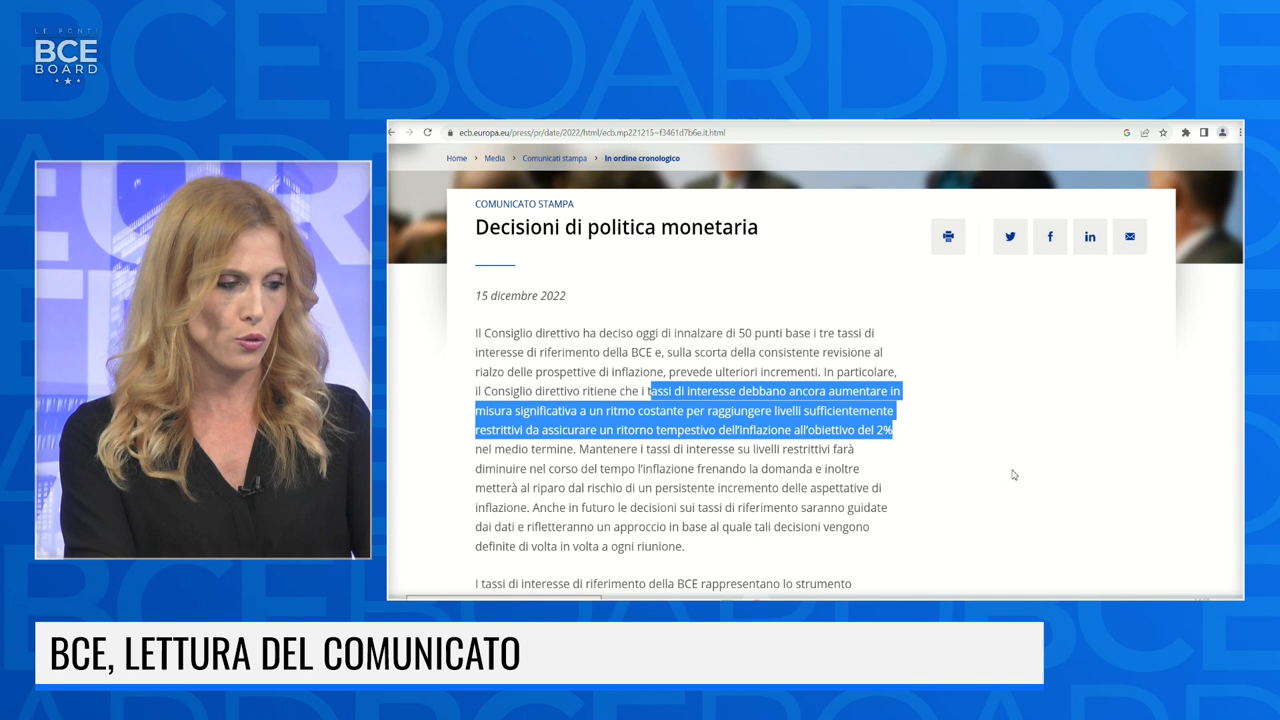 LE FONTI
BCE
BOARD
ecb.europa.eu/press/pr/date/2022/html/ecb.mp221215~f3461d7b6e.it.html
Home > Media > Comunicati stampa > In ordine cronologico
COMUNICATO STAMPA
Decisioni di politica monetaria
15 dicembre 2022
Il Consiglio direttivo ha deciso oggi di innalzare di 50 punti base i tre tassi di
interesse di riferimento della BCE e, sulla scorta della consistente revisione al
rialzo delle prospettive di inflazione, prevede ulteriori incrementi. In particolare,
il Consiglio direttivo ritiene che i tassi di interesse debbano ancora aumentare in
misura significativa a un ritmo costante per raggiungere livelli sufficientemente
restrittivi da assicurare un ritorno tempestivo dell'inflazione all'obiettivo del 2%
nel medio termine. Mantenere i tassi di interesse su livelli restrittivi farà
diminuire nel corso del tempo l'inflazione frenando la domanda e inoltre
metterà al riparo dal rischio di un persistente incremento delle aspettative di
inflazione. Anche in futuro le decisioni sui tassi di riferimento saranno guidate
dai dati e rifletteranno un approccio in base al quale tali decisioni vengono
definite di volta in volta a ogni riunione.
I tassi di interesse di riferimento della BCE rappresentano lo strumento
BCE, LETTURA DEL COMUNICATO